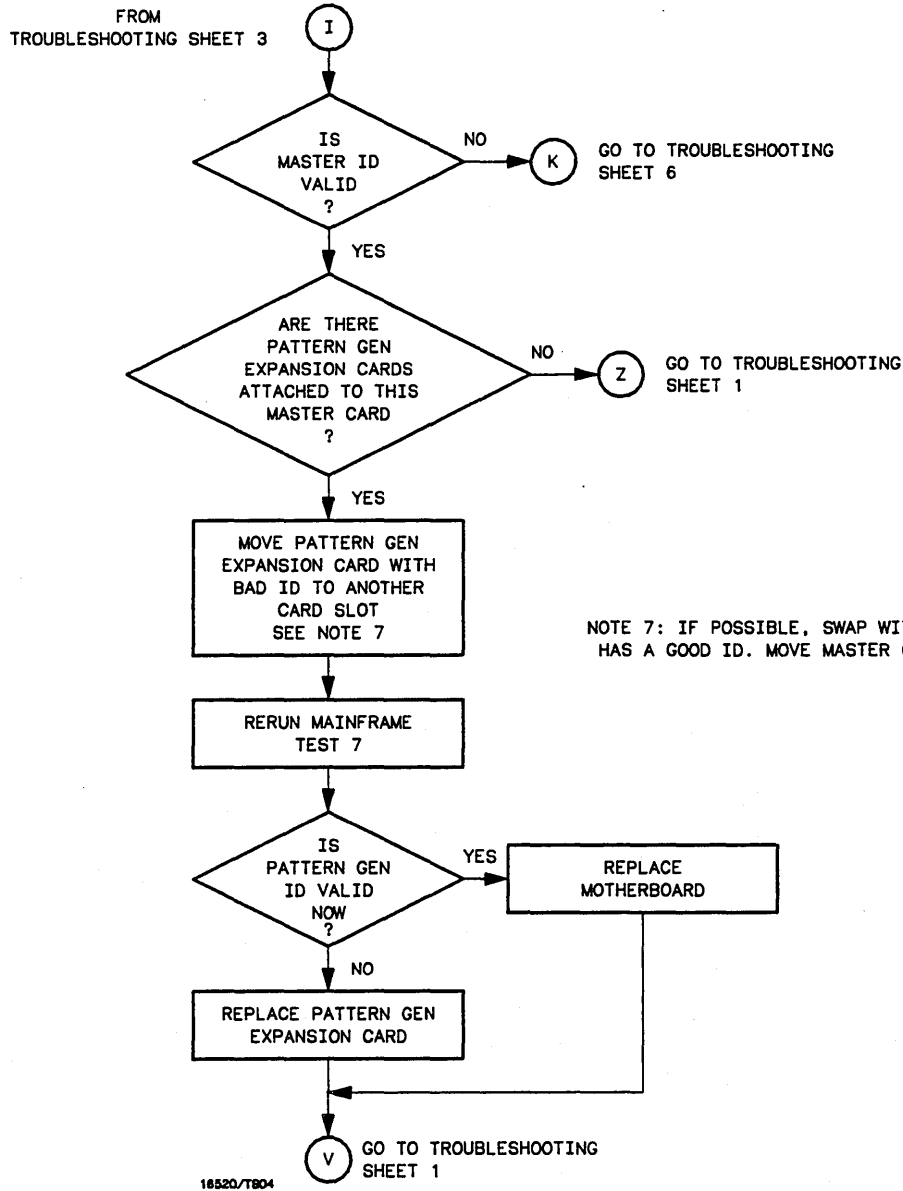 FROM
TROUBLESHOOTING SHEET 3
I
IS
MASTER ID
VALID
?
NO
K
GO TO TROUBLESHOOTING
SHEET 6
YES
ARE THERE
PATTERN GEN
EXPANSION CARDS
ATTACHED TO THIS
MASTER CARD
?
NO
Z
GO TO TROUBLESHOOTING
SHEET 1
YES
MOVE PATTERN GEN
EXPANSION CARD WITH
BAD ID TO ANOTHER
CARD SLOT
SEE NOTE 7
NOTE 7: IF POSSIBLE, SWAP
HAS A GOOD ID. MOVE MASTER
RERUN MAINFRAME
TEST 7
IS
PATTERN GEN
ID VALID
NOW
?
YES
REPLACE
MOTHERBOARD
NO
REPLACE PATTERN GEN
EXPANSION CARD
V
GO TO TROUBLESHOOTING
SHEET 1
16520/T804